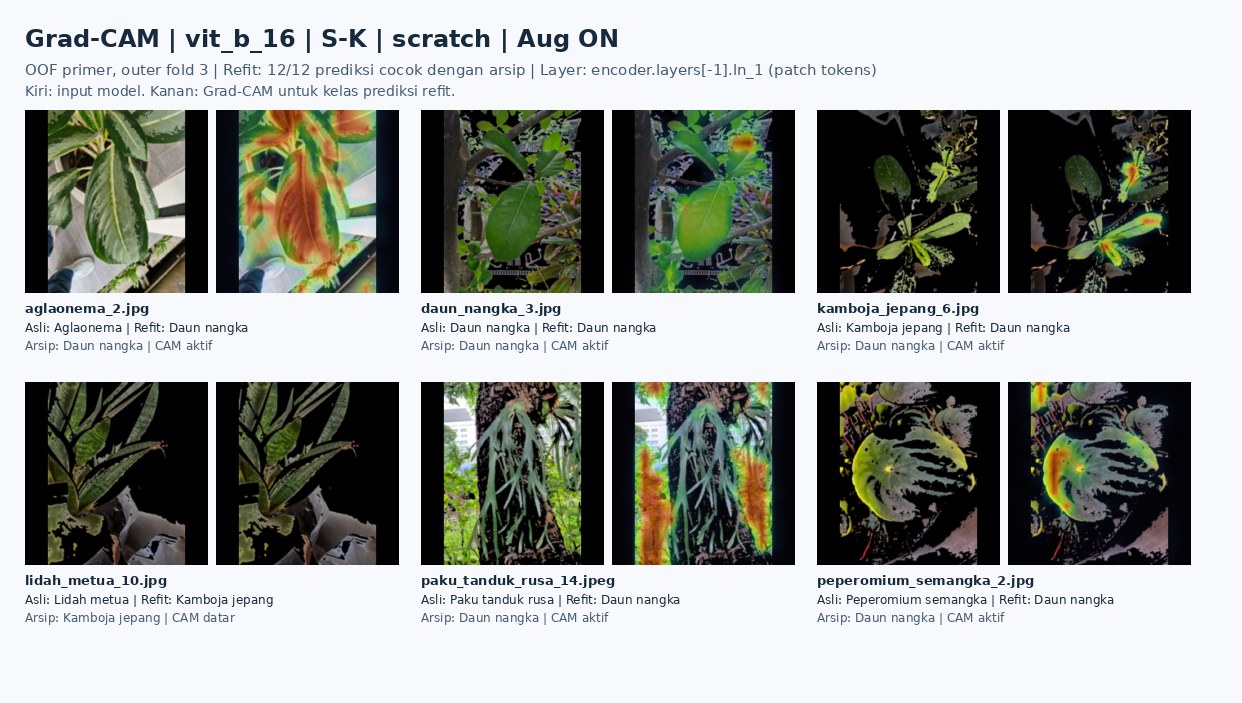 Grad-CAM | vit_b_16 | S-K | scratch | Aug ON
OOF primer, outer fold 3 | Refit: 12/12 prediksi cocok dengan arsip | Layer: encoder.layers[-1].ln_1 (patch tokens)
Kiri: input model. Kanan: Grad-CAM untuk kelas prediksi refit.
aglaonema_2.jpg
Asli: Aglaonema | Refit: Daun nangka
Arsip: Daun nangka | CAM aktif
daun_nangka_3.jpg
Asli: Daun nangka | Refit: Daun nangka
Arsip: Daun nangka | CAM aktif
kamboja_jepang_6.jpg
Asli: Kamboja jepang | Refit: Daun nangka
Arsip: Daun nangka | CAM aktif
lidah_metua_10.jpg
Asli: Lidah metua | Refit: Kamboja jepang
Arsip: Kamboja jepang | CAM datar
paku_tanduk_rusa_14.jpeg
Asli: Paku tanduk rusa | Refit: Daun nangka
Arsip: Daun nangka | CAM aktif
peperomium_semangka_2.jpg
Asli: Peperomium semangka | Refit: Daun nangka
Arsip: Daun nangka | CAM aktif